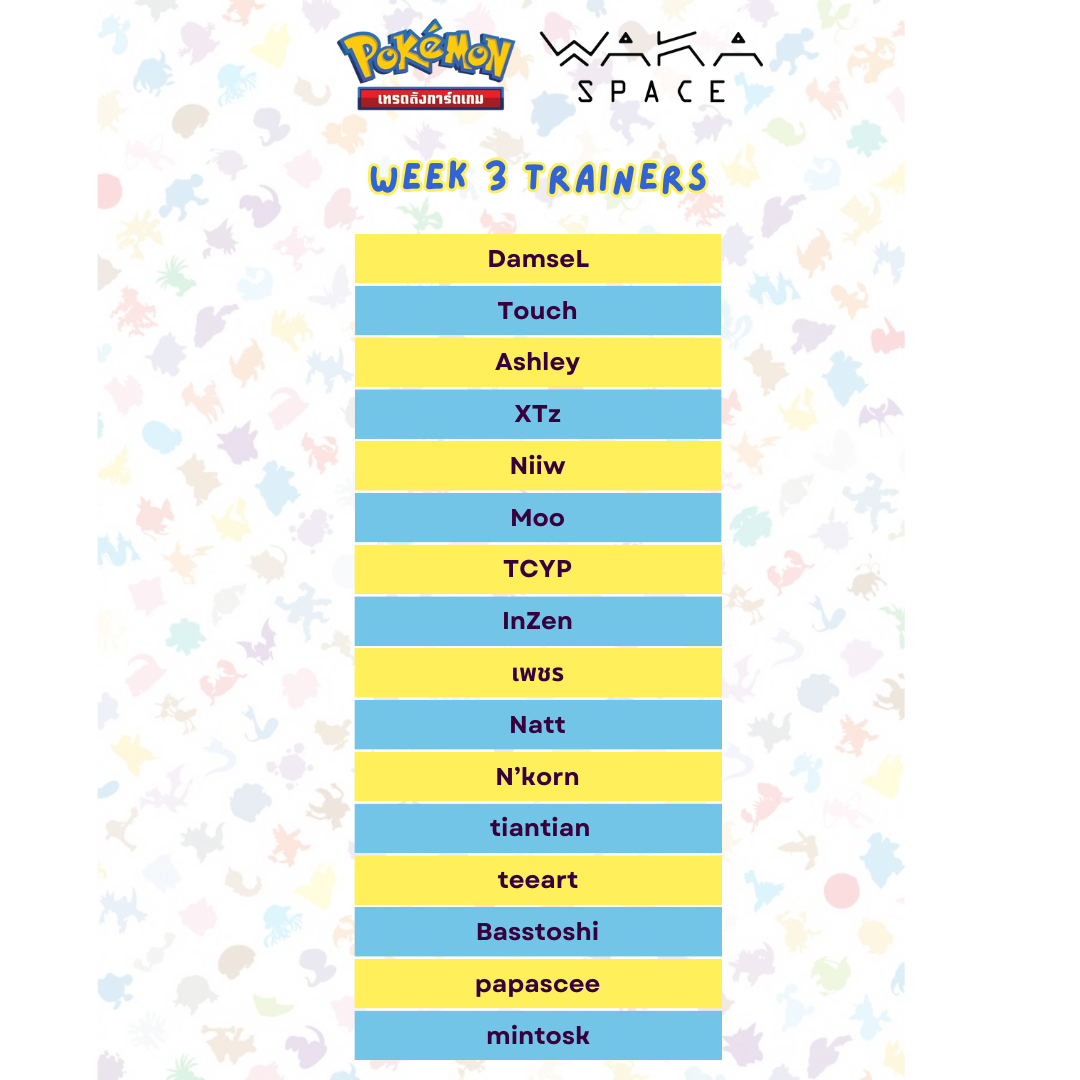 POKéMON
เทรดดิ้งการ์ดเกม
WAKA
SPACE
WEEK 3 TRAINERS
DamseL
Touch
Ashley
XTz
Niiw
Moo
TCYP
InZen
เพชร
Natt
N’korn
tiantian
teeart
Basstoshi
papascee
mintosk